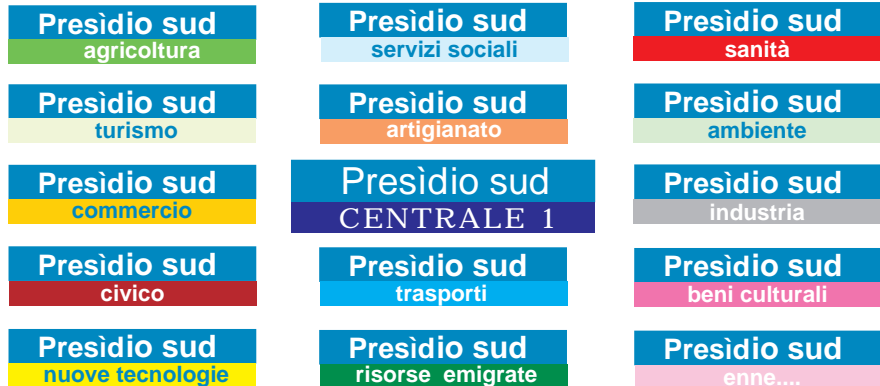 Presìdio sud
agricoltura
Presìdio sud
servizi sociali
Presìdio sud
sanità
Presìdio sud
turismo
Presìdio sud
artigianato
Presìdio sud
ambiente
Presìdio sud
commercio
Presìdio sud
CENTRALE 1
Presìdio sud
industria
Presìdio sud
civico
Presìdio sud
trasporti
Presìdio sud
beni culturali
Presìdio sud
nuove tecnologie
Presìdio sud
risorse emigrate
Presìdio sud
enne....